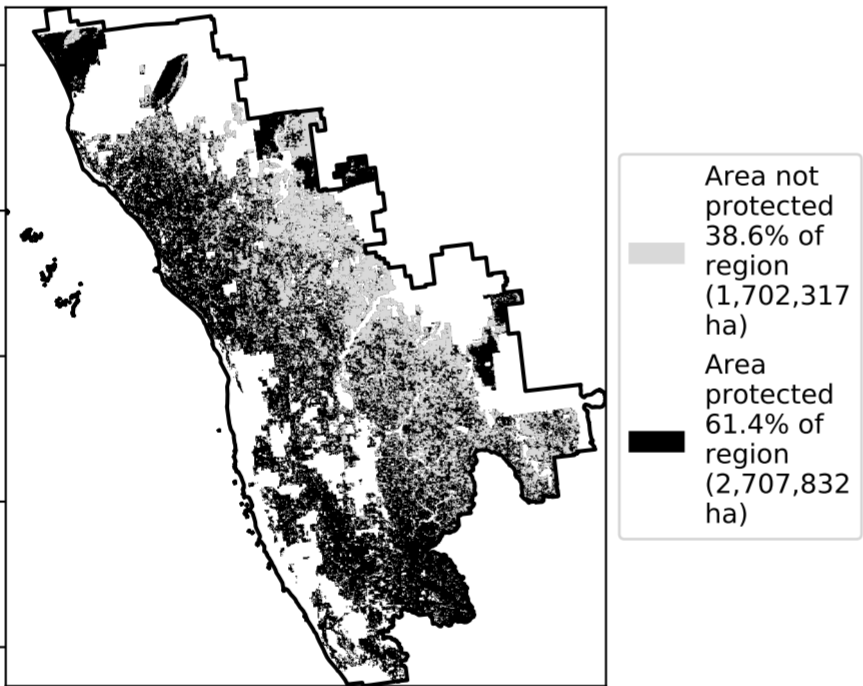 Area not
protected
38.6% of
region
(1,702,317
ha)
Area
protected
61.4% of
region
(2,707,832
ha)